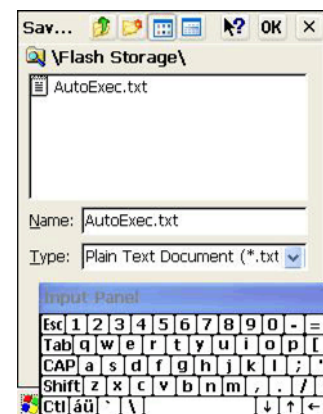 Sav... ? OK ×
\Flash Storage\
AutoExec.txt
Name: AutoExec.txt
Type: Plain Text Document (*.txt
Input Panel
Esc 1 2 3 4 5 6 7 8 9 0 - =
Tab q w e r t y u i o p [
CAP a s d f g h j k l ; '
Shift z x c v b n m , . /
Ctl áü ` \ ↓ ↑ ←